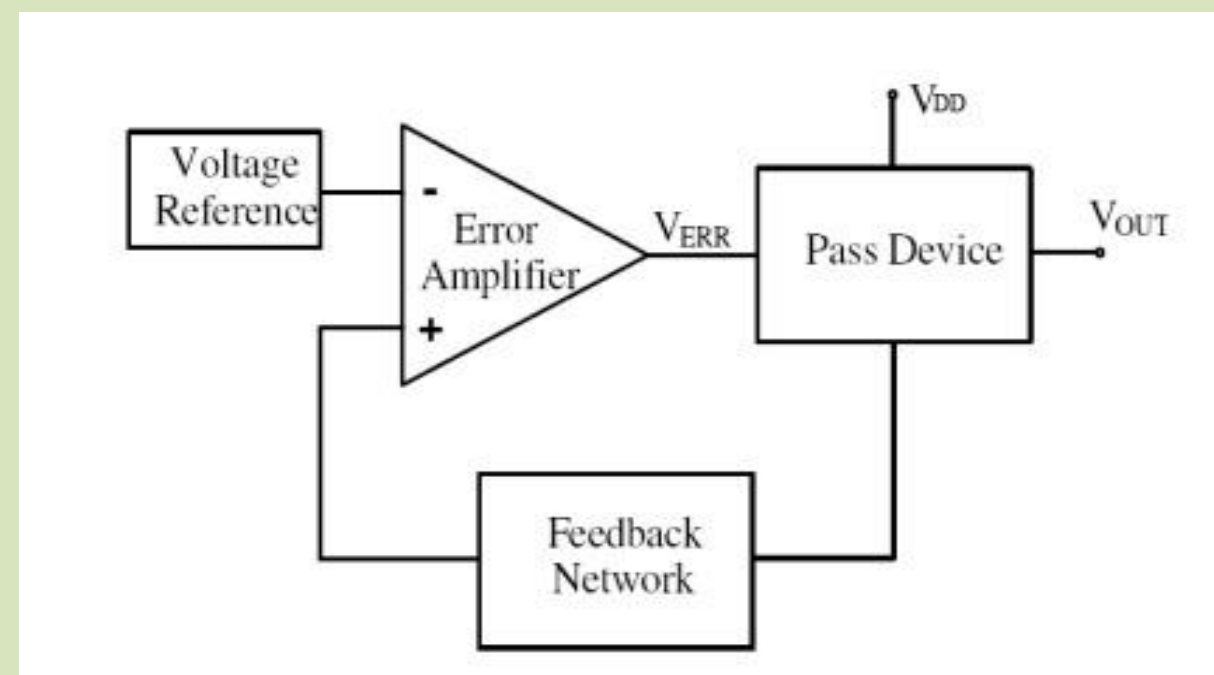 Voltage
Reference
-
Error
Amplifier
+
VERR
VDD
Pass Device
VOUT
Feedback
Network